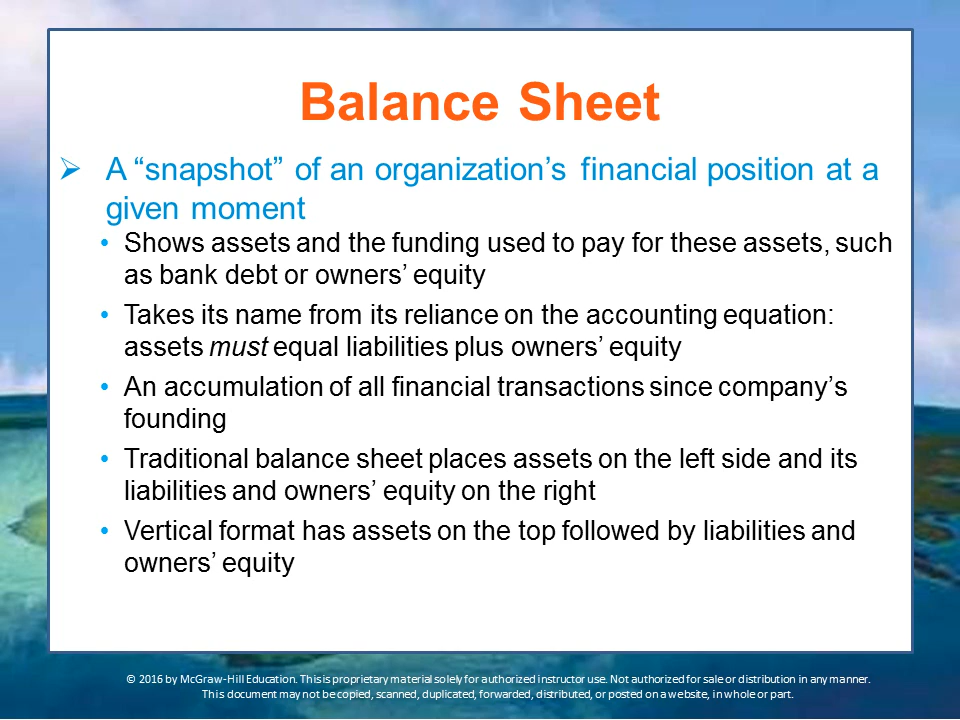 Balance Sheet
➢ A “snapshot” of an organization’s financial position at a
given moment
• Shows assets and the funding used to pay for these assets, such
as bank debt or owners’ equity
• Takes its name from its reliance on the accounting equation:
assets must equal liabilities plus owners’ equity
• An accumulation of all financial transactions since company’s
founding
• Traditional balance sheet places assets on the left side and its
liabilities and owners’ equity on the right
• Vertical format has assets on the top followed by liabilities and
owners’ equity
© 2016 by McGraw-Hill Education. This is proprietary material solely for authorized instructor use. Not authorized for sale or distribution in any manner.
This document may not be copied, scanned, duplicated, forwarded, distributed, or posted on a website, in whole or part.